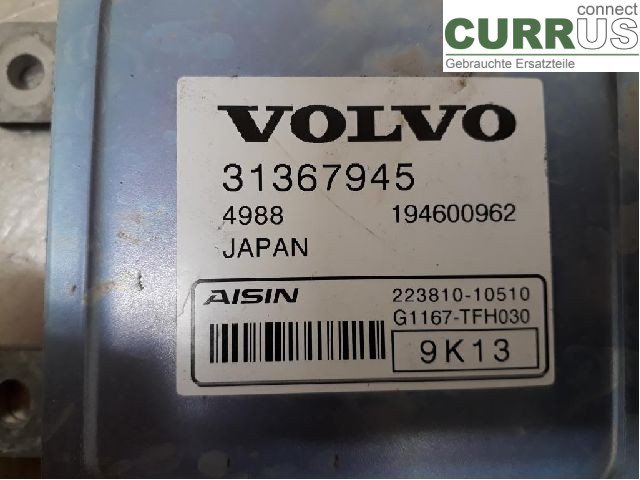 connect
CURRUS
Gebrauchte Ersatzteile
VOLVO
31367945
4988 194600962
JAPAN
AISIN 223810-10510
G1167-TFH030
9K13